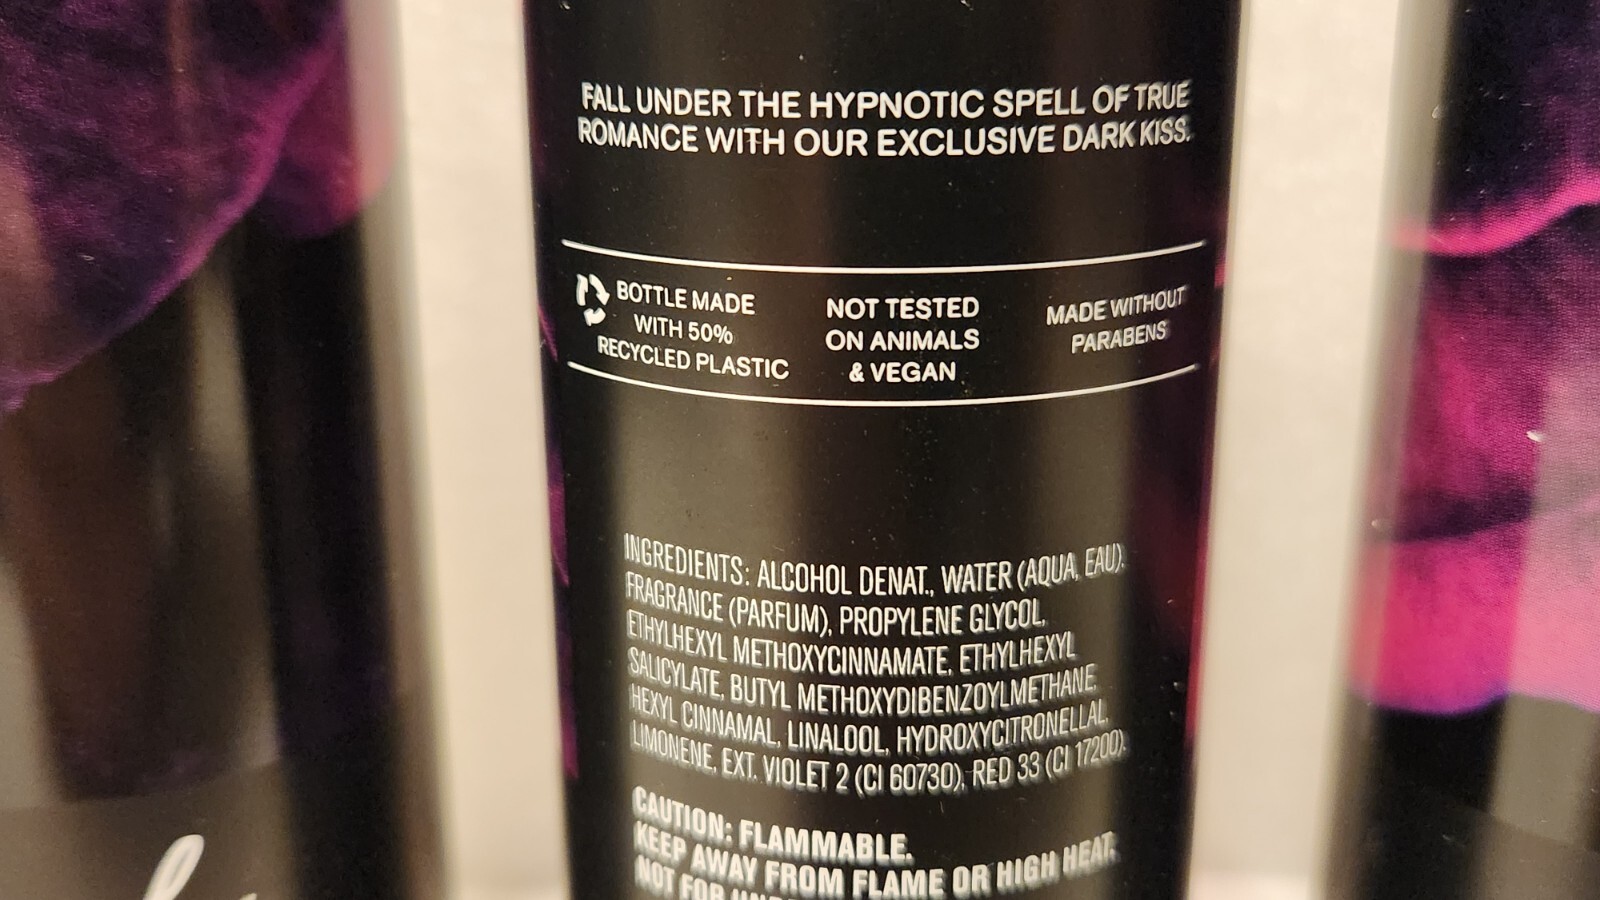 FALL UNDER THE HYPNOTIC SPELL OF TRUE
ROMANCE WITH OUR EXCLUSIVE DARK KISS.
BOTTLE MADE
WITH 50%
RECYCLED PLASTIC
NOT TESTED
ON ANIMALS
& VEGAN
MADE WITHOUT
PARABENS
INGREDIENTS: ALCOHOL DENAT., WATER (AQUA, EAU),
FRAGRANCE (PARFUM), PROPYLENE GLYCOL,
ETHYLHEXYL METHOXYCINNAMATE, ETHYLHEXYL
SALICYLATE, BUTYL METHOXYDIBENZOYLMETHANE,
HEXYL CINNAMAL, LINALOOL, HYDROXYCITRONELLAL,
LIMONENE, EXT. VIOLET 2 (CI 60730), RED 33 (CI 17200).
CAUTION: FLAMMABLE.
KEEP AWAY FROM FLAME OR HIGH HEAT.
NOT FOR